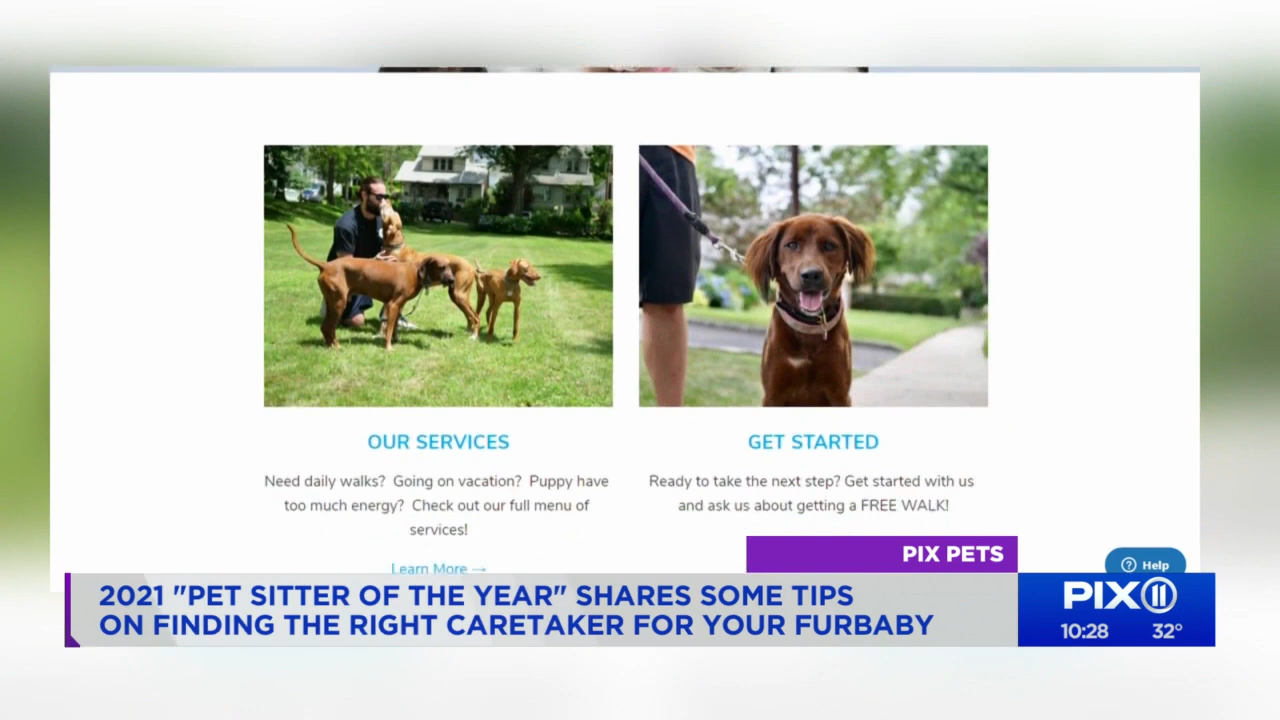 OUR SERVICES
Need daily walks? Going on vacation? Puppy have
too much energy? Check out our full menu of
services!
Learn More →
GET STARTED
Ready to take the next step? Get started with us
and ask us about getting a FREE WALK!
Help
PIX PETS
2021 "PET SITTER OF THE YEAR" SHARES SOME TIPS
ON FINDING THE RIGHT CARETAKER FOR YOUR FURBABY
PIX11
10:28 32°